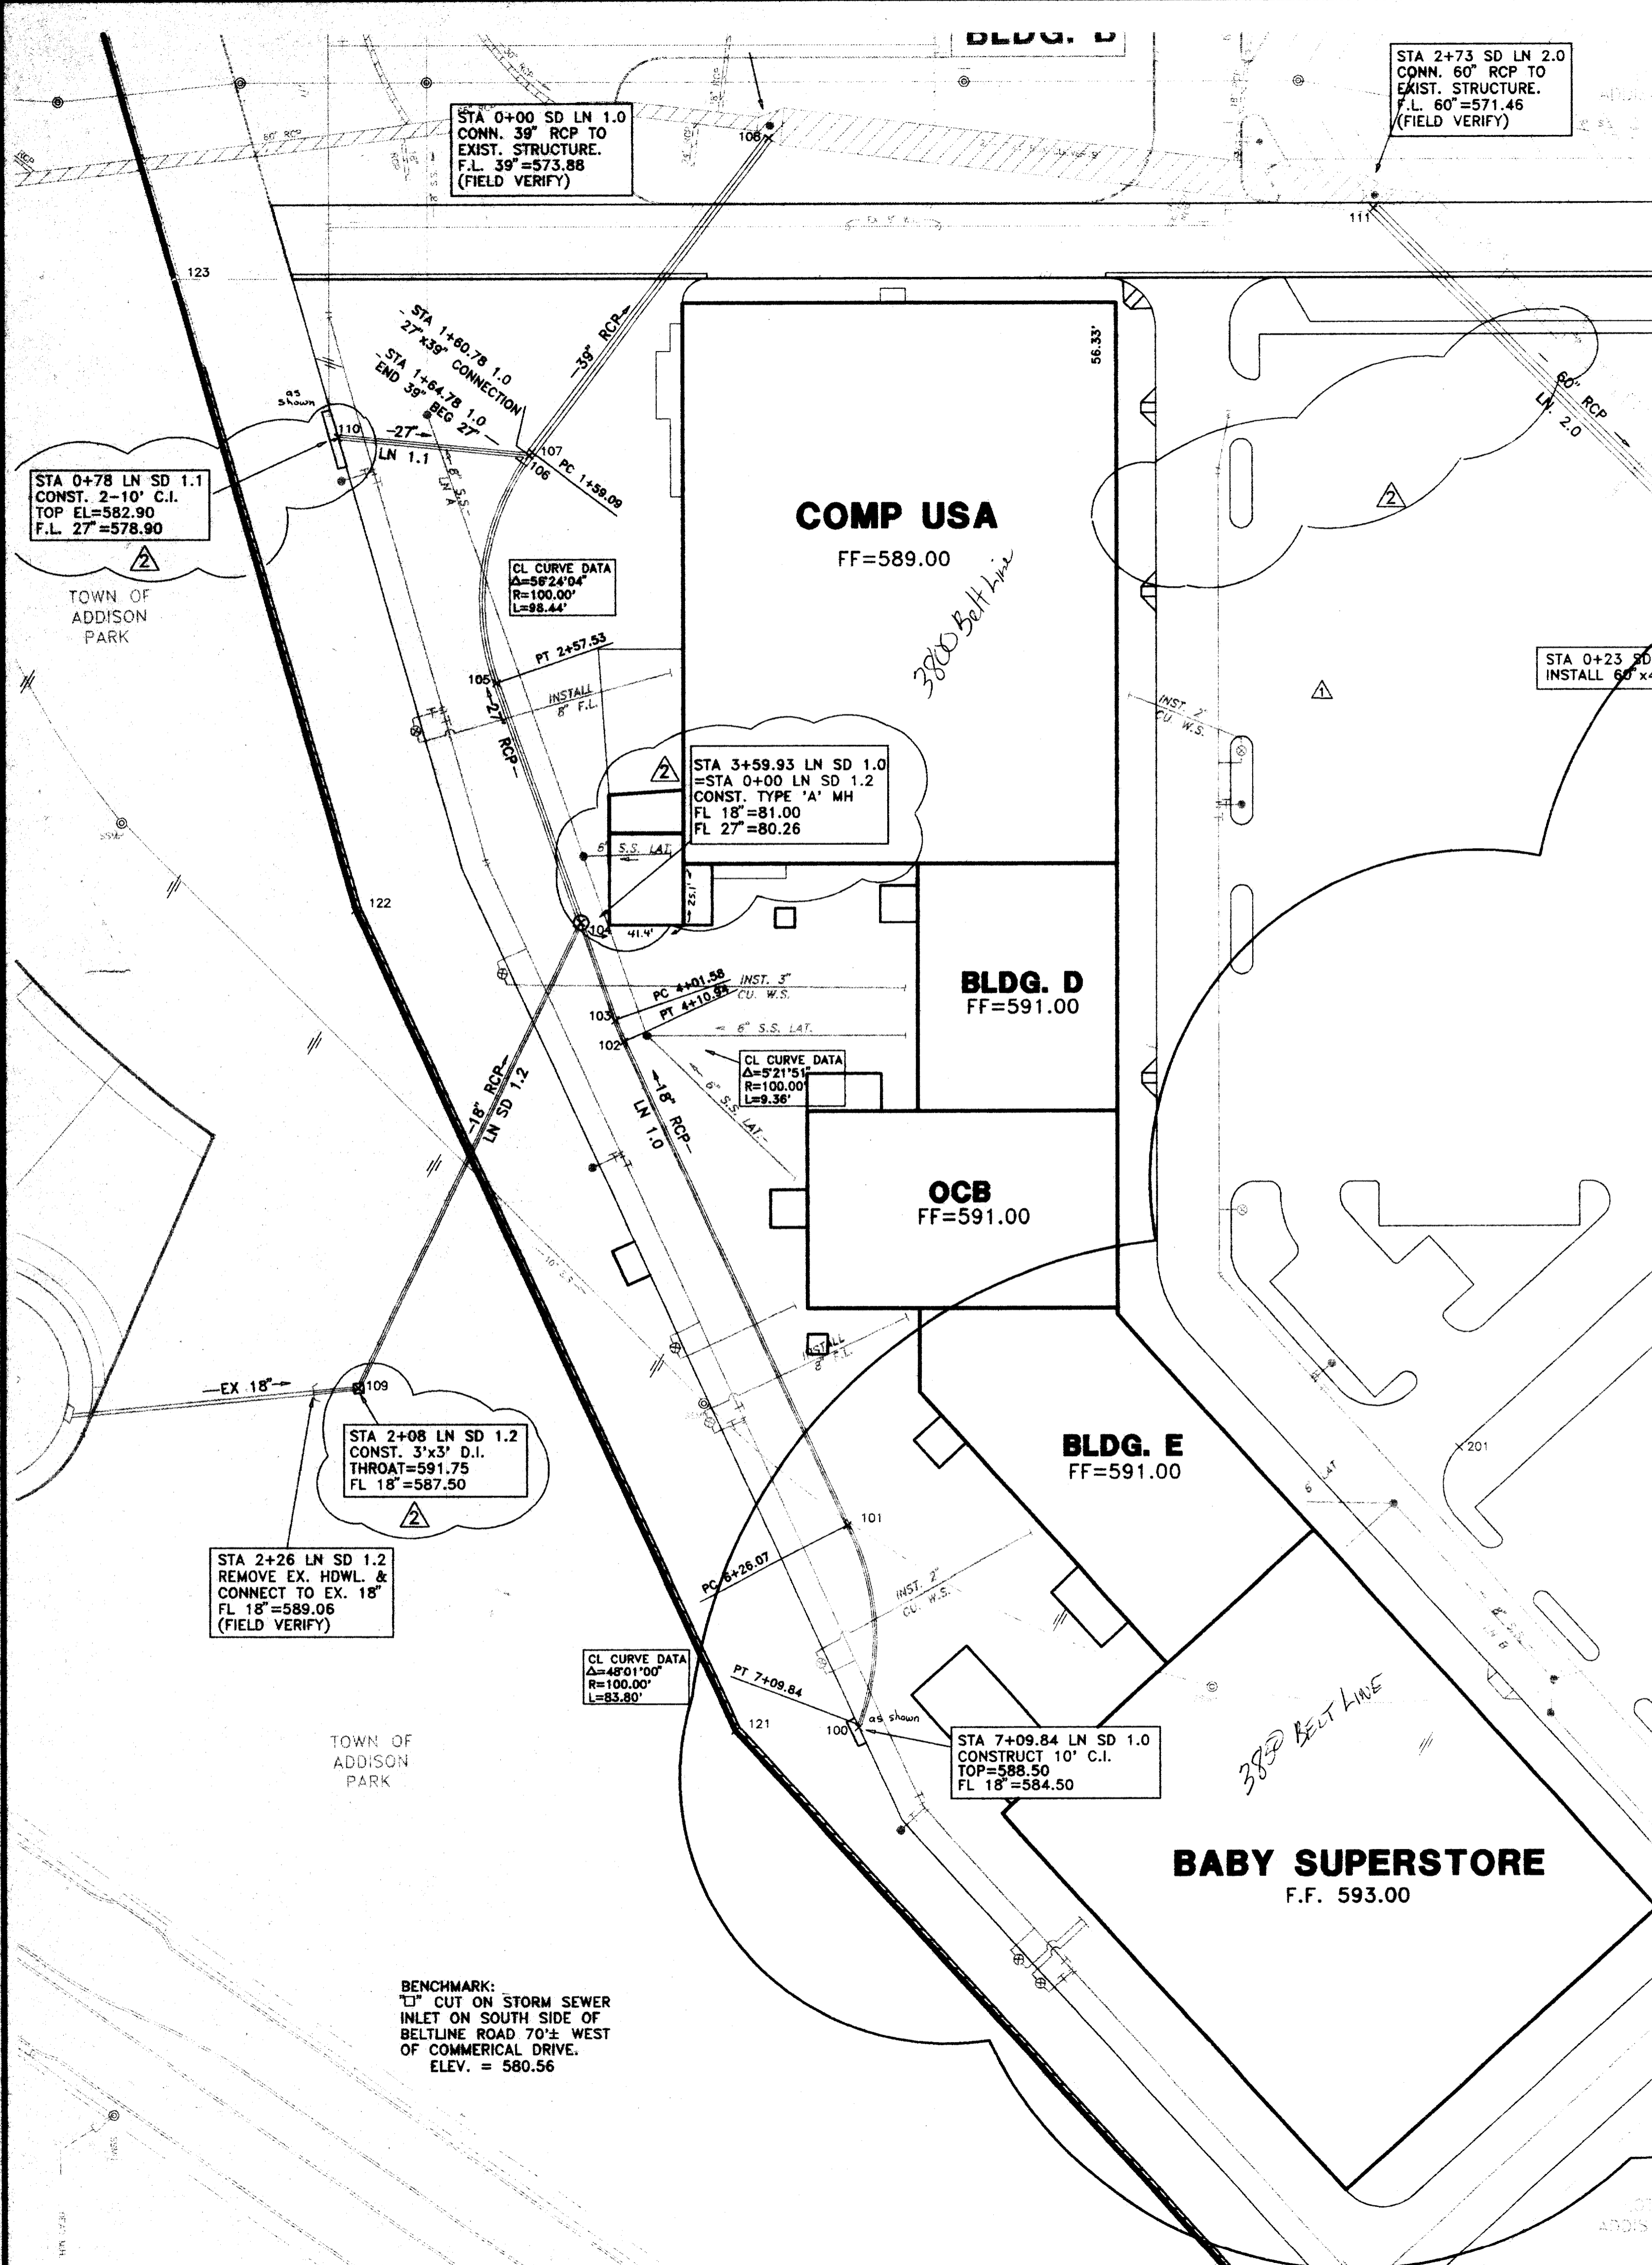 BLDG. B
STA 2+73 SD LN 2.0
CONN. 60" RCP TO
EXIST. STRUCTURE.
F.L. 60"=571.46
(FIELD VERIFY)
STA 0+00 SD LN 1.0
CONN. 39" RCP TO
EXIST. STRUCTURE.
F.L. 39"=573.88
(FIELD VERIFY)
108
60" RCP
111
123
STA 1+60.78 1.0
27"x39" CONNECTION
STA 1+64.78 1.0
END 39" BEG 27"
39" RCP
56.33'
60" RCP
LN. 2.0
as
shown
110
27"
LN 1.1
107
106
PC 1+59.09
8" S.S.
LN A
STA 0+78 LN SD 1.1
CONST. 2-10' C.I.
TOP EL=582.90
F.L. 27"=578.90
2
COMP USA
FF=589.00
3800 Belt Line
2
TOWN OF
ADDISON
PARK
CL CURVE DATA
Δ=56°24'04"
R=100.00'
L=98.44'
PT 2+57.53
105
INSTALL
8" F.L.
27" RCP
STA 0+23 SD
INSTALL 60"x4
1
INST. 2"
CU. W.S.
2
STA 3+59.93 LN SD 1.0
=STA 0+00 LN SD 1.2
CONST. TYPE 'A' MH
FL 18"=81.00
FL 27"=80.26
6" S.S. LAT.
25.1'
104
41.4'
122
BLDG. D
FF=591.00
PC 4+01.58
PT 4+10.94
INST. 3"
CU. W.S.
103
102
6" S.S. LAT.
CL CURVE DATA
Δ=5°21'51"
R=100.00'
L=9.36'
6" S.S. LAT.
18" RCP
LN SD 1.2
18" RCP
LN 1.0
OCB
FF=591.00
INSTALL
8" F.L.
EX 18"
109
STA 2+08 LN SD 1.2
CONST. 3'x3' D.I.
THROAT=591.75
FL 18"=587.50
2
BLDG. E
FF=591.00
201
6" LAT
101
STA 2+26 LN SD 1.2
REMOVE EX. HDWL. &
CONNECT TO EX. 18"
FL 18"=589.06
(FIELD VERIFY)
PC 6+26.07
INST. 2"
CU. W.S.
8" S.S.
LN B
CL CURVE DATA
Δ=48°01'00"
R=100.00'
L=83.80'
PT 7+09.84
121
100
as shown
STA 7+09.84 LN SD 1.0
CONSTRUCT 10' C.I.
TOP=588.50
FL 18"=584.50
3850 BELT LINE
TOWN OF
ADDISON
PARK
BABY SUPERSTORE
F.F. 593.00
BENCHMARK:
"□" CUT ON STORM SEWER
INLET ON SOUTH SIDE OF
BELTLINE ROAD 70'± WEST
OF COMMERICAL DRIVE.
ELEV. = 580.56